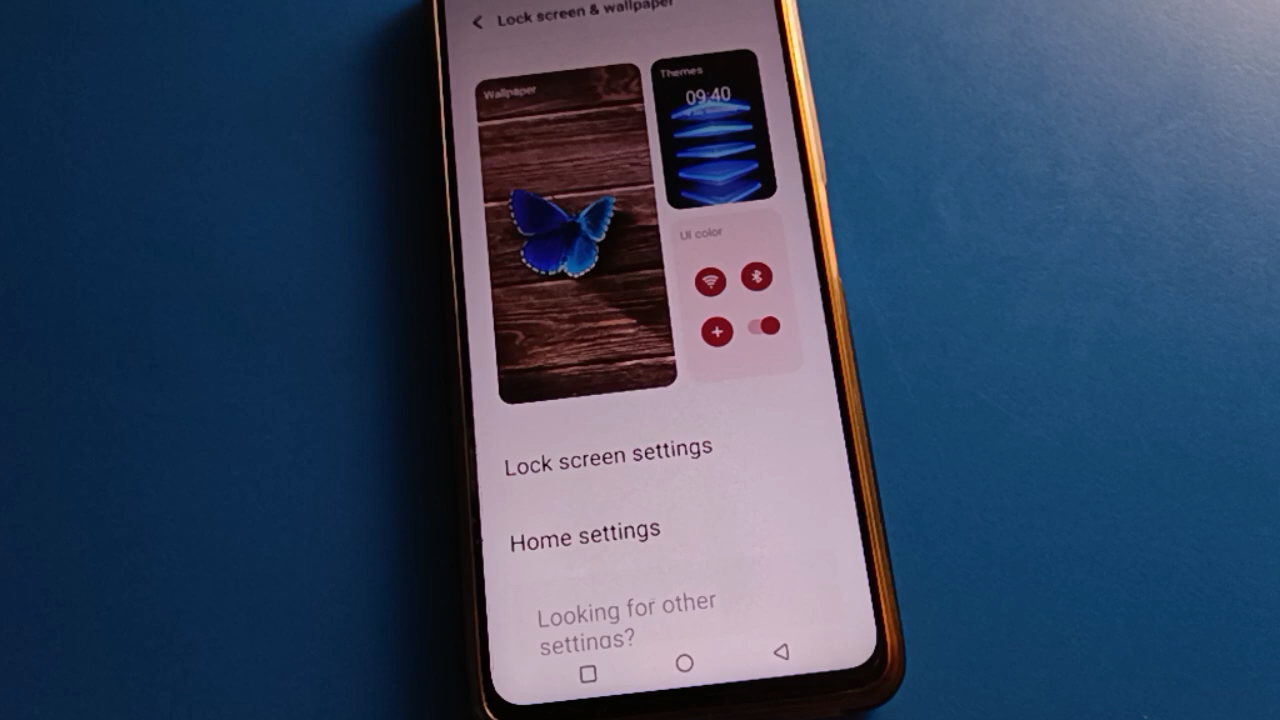 Lock screen & wallpaper
Wallpaper
Themes
09:40
UI color
Lock screen settings
Home settings
Looking for other
settings?